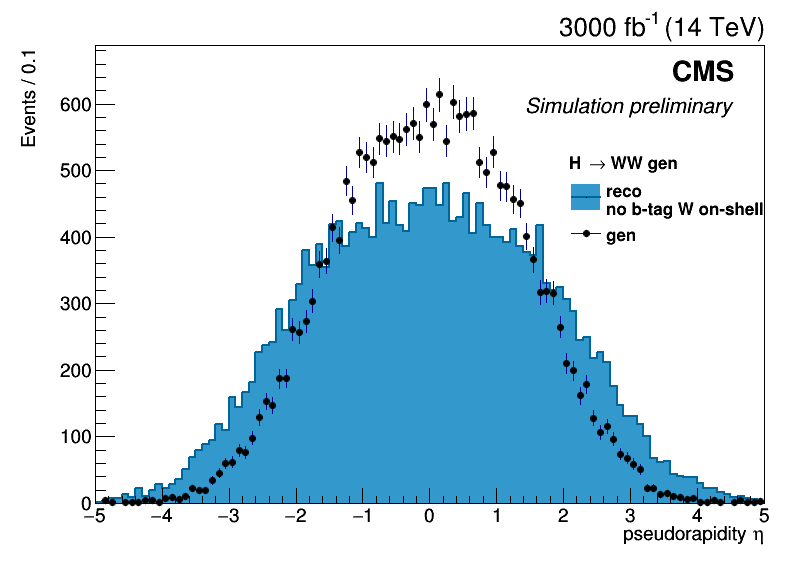 3000 fb-1 (14 TeV)
Events / 0.1
CMS
Simulation preliminary
H → WW gen
reco
no b-tag W on-shell
gen
600
500
400
300
200
100
0
−5 −4 −3 −2 −1 0 1 2 3 4 5
pseudorapidity η